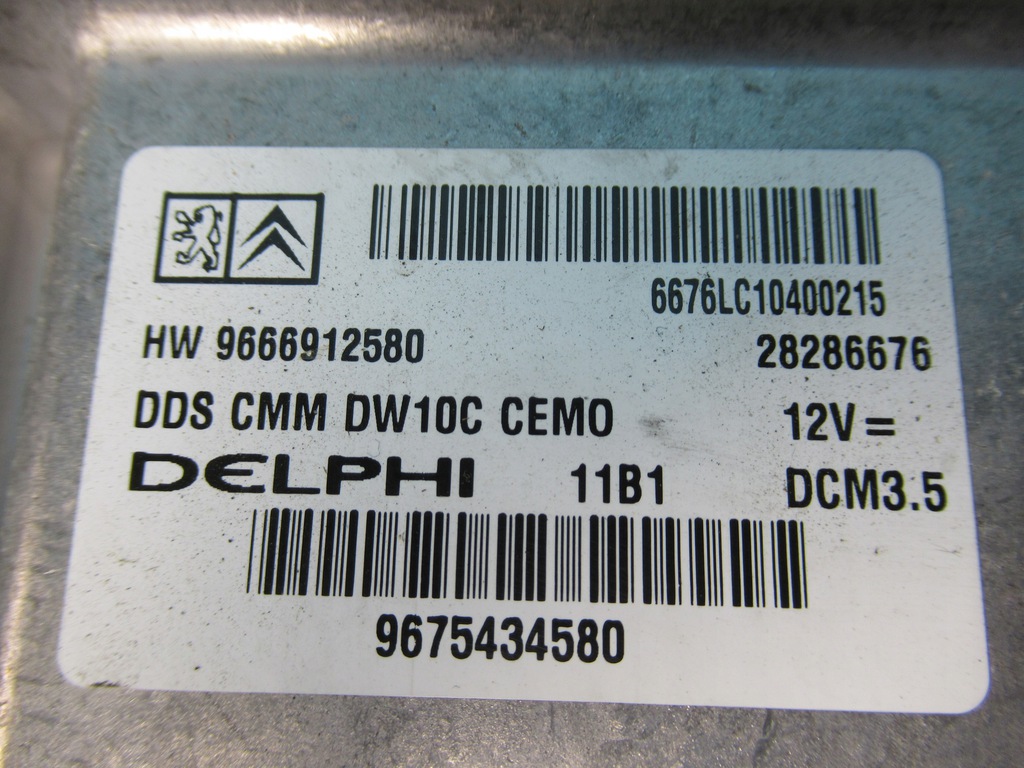 6676LC10400215
HW 9666912580 28286676
DDS CMM DW10C CEMO 12V=
DELPHI 11B1 DCM3.5
9675434580